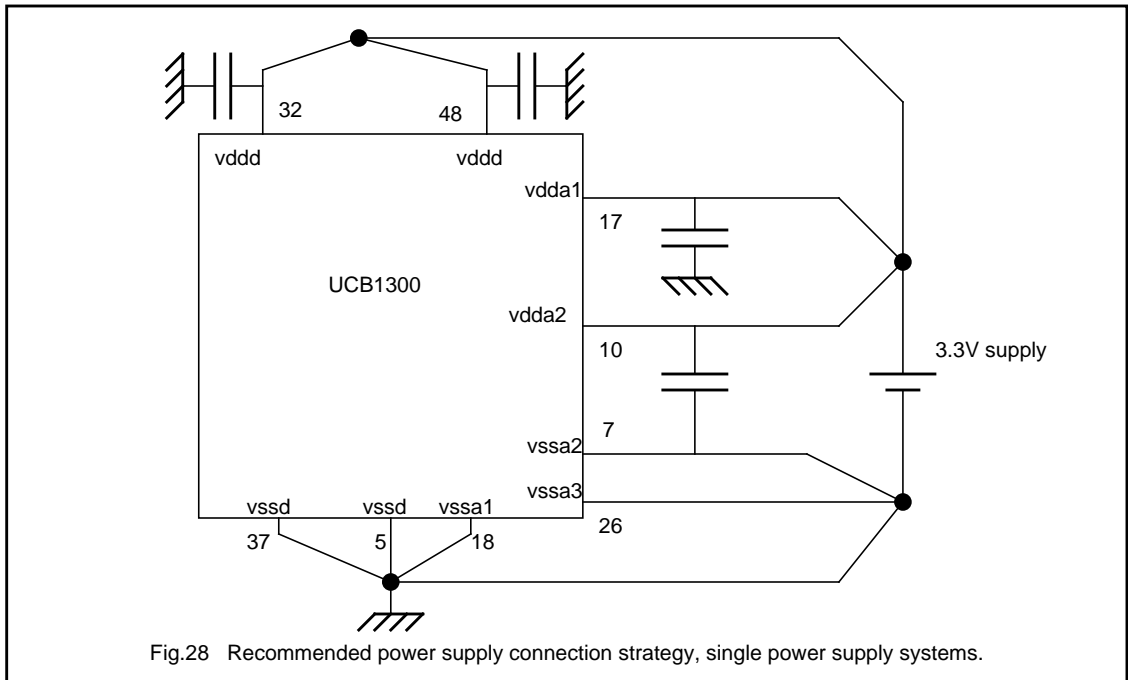 32
48
vddd
vddd
vdda1
17
UCB1300
vdda2
10
3.3V supply
7
vssa2
vssa3
vssd
vssd
vssa1
26
37
5
18
Fig.28 Recommended power supply connection strategy, single power supply systems.